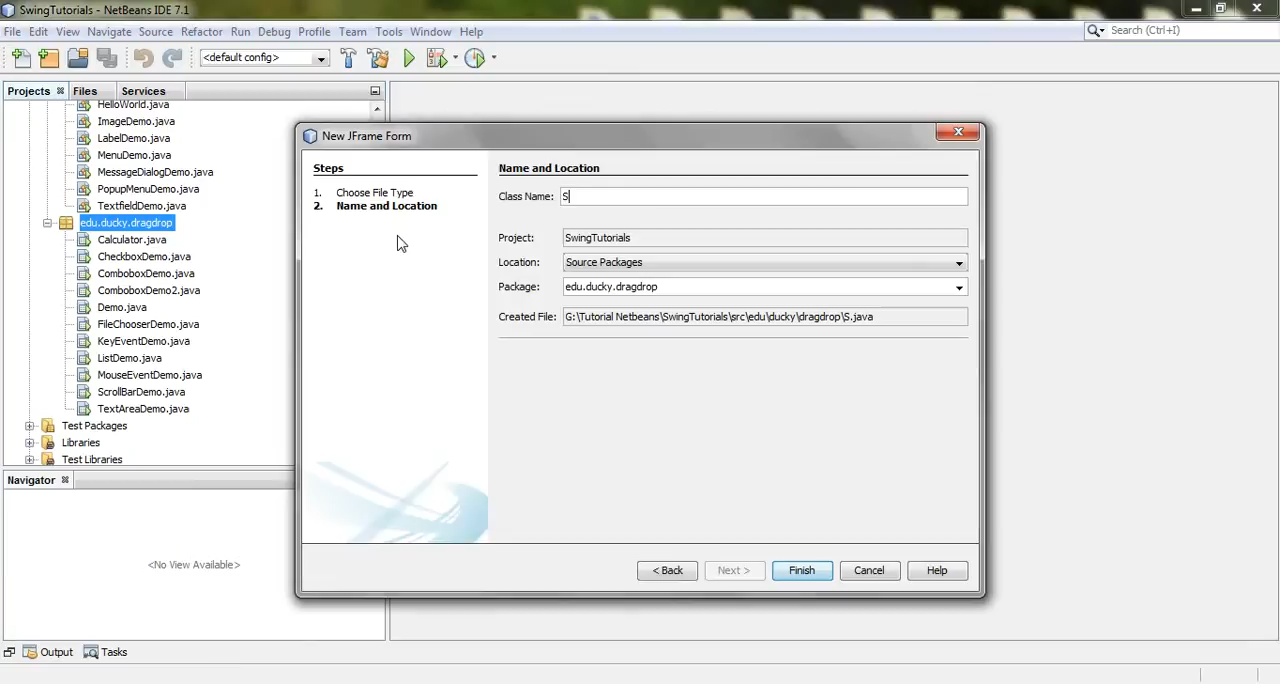 SwingTutorials - NetBeans IDE 7.1
File Edit View Navigate Source Refactor Run Debug Profile Team Tools Window Help
Search (Ctrl+I)
<default config>
Projects Files Services
HelloWorld.java
ImageDemo.java
LabelDemo.java
MenuDemo.java
MessageDialogDemo.java
PopupMenuDemo.java
TextfieldDemo.java
edu.ducky.dragdrop
Calculator.java
CheckboxDemo.java
ComboboxDemo.java
ComboboxDemo2.java
Demo.java
FileChooserDemo.java
KeyEventDemo.java
ListDemo.java
MouseEventDemo.java
ScrollBarDemo.java
TextAreaDemo.java
Test Packages
Libraries
Test Libraries
Navigator
<No View Available>
Output Tasks
New JFrame Form
Steps
1. Choose File Type
2. Name and Location
Name and Location
Class Name: S
Project: SwingTutorials
Location: Source Packages
Package: edu.ducky.dragdrop
Created File: G:\Tutorial Netbeans\SwingTutorials\src\edu\ducky\dragdrop\S.java
< Back Next > Finish Cancel Help